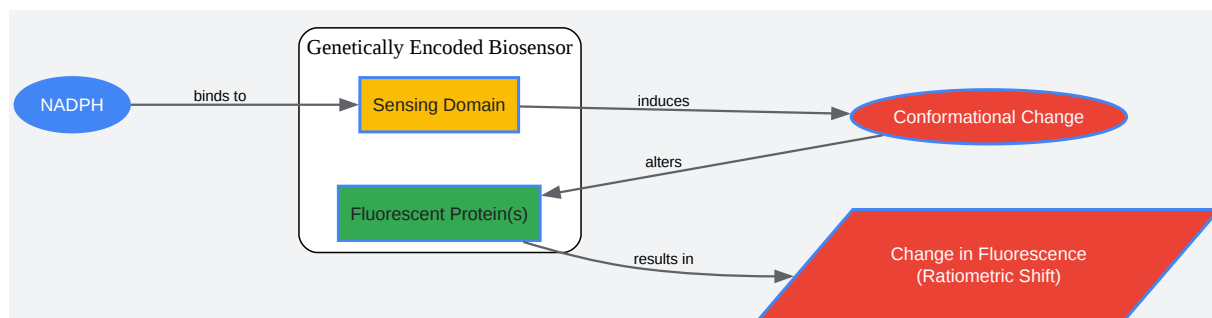 Genetically Encoded Biosensor
NADPH
binds to
Sensing Domain
induces
Conformational Change
alters
Fluorescent Protein(s)
results in
Change in Fluorescence
(Ratiometric Shift)